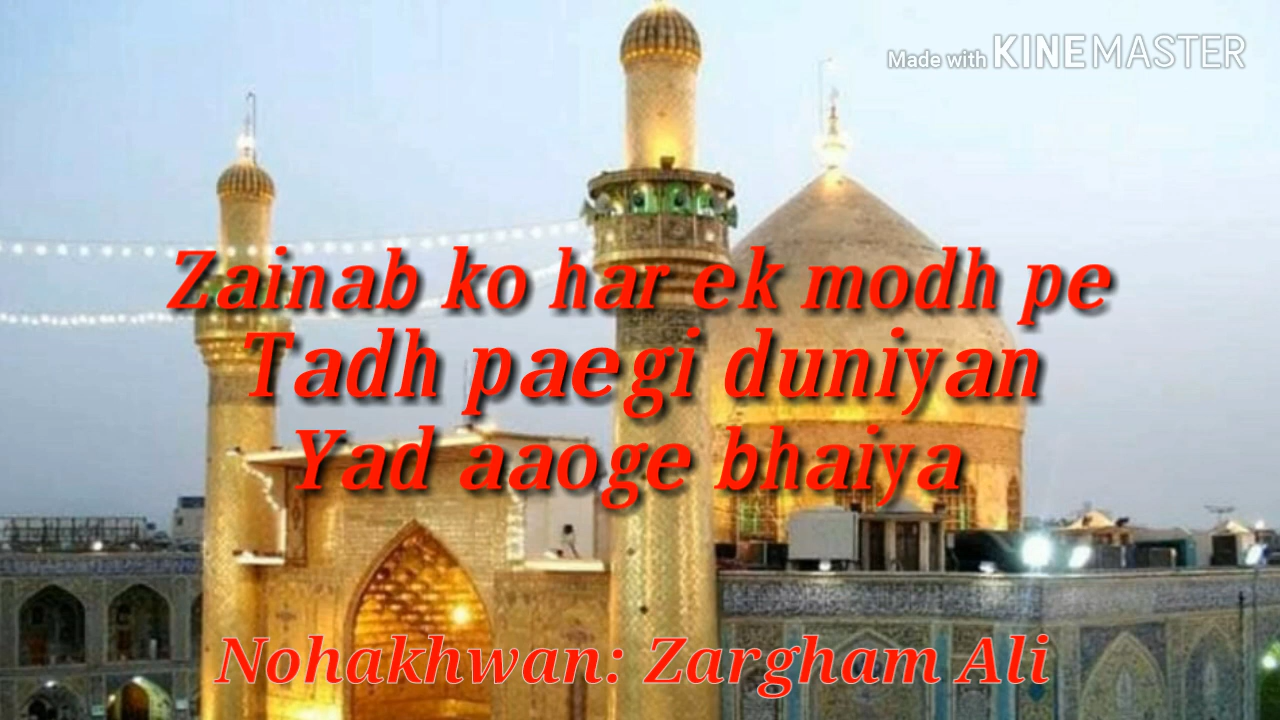 Made with KINEMASTER
Zainab ko har ek modh pe
Tadh paegi duniyan
Yad aaoge bhaiya
Nohakhwan: Zargham Ali